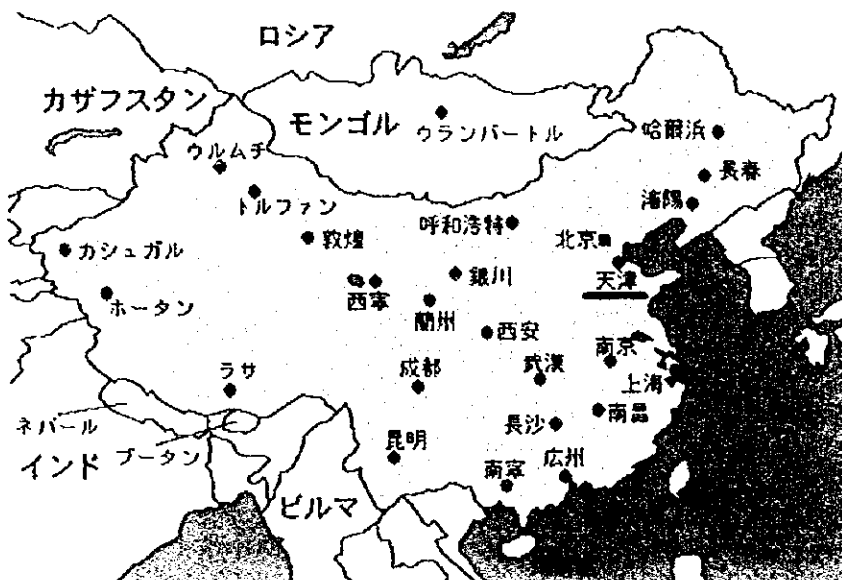 ロシア
カザフスタン
モンゴル
ウランバートル
哈爾浜
ウルムチ
長春
トルファン
瀋陽
呼和浩特
北京
敦煌
カシュガル
天津
銀川
西寧
ホータン
蘭州
西安
南京
武漢
成都
上海
ラサ
南昌
長沙
ネパール
昆明
広州
インド
ブータン
南寧
ビルマ